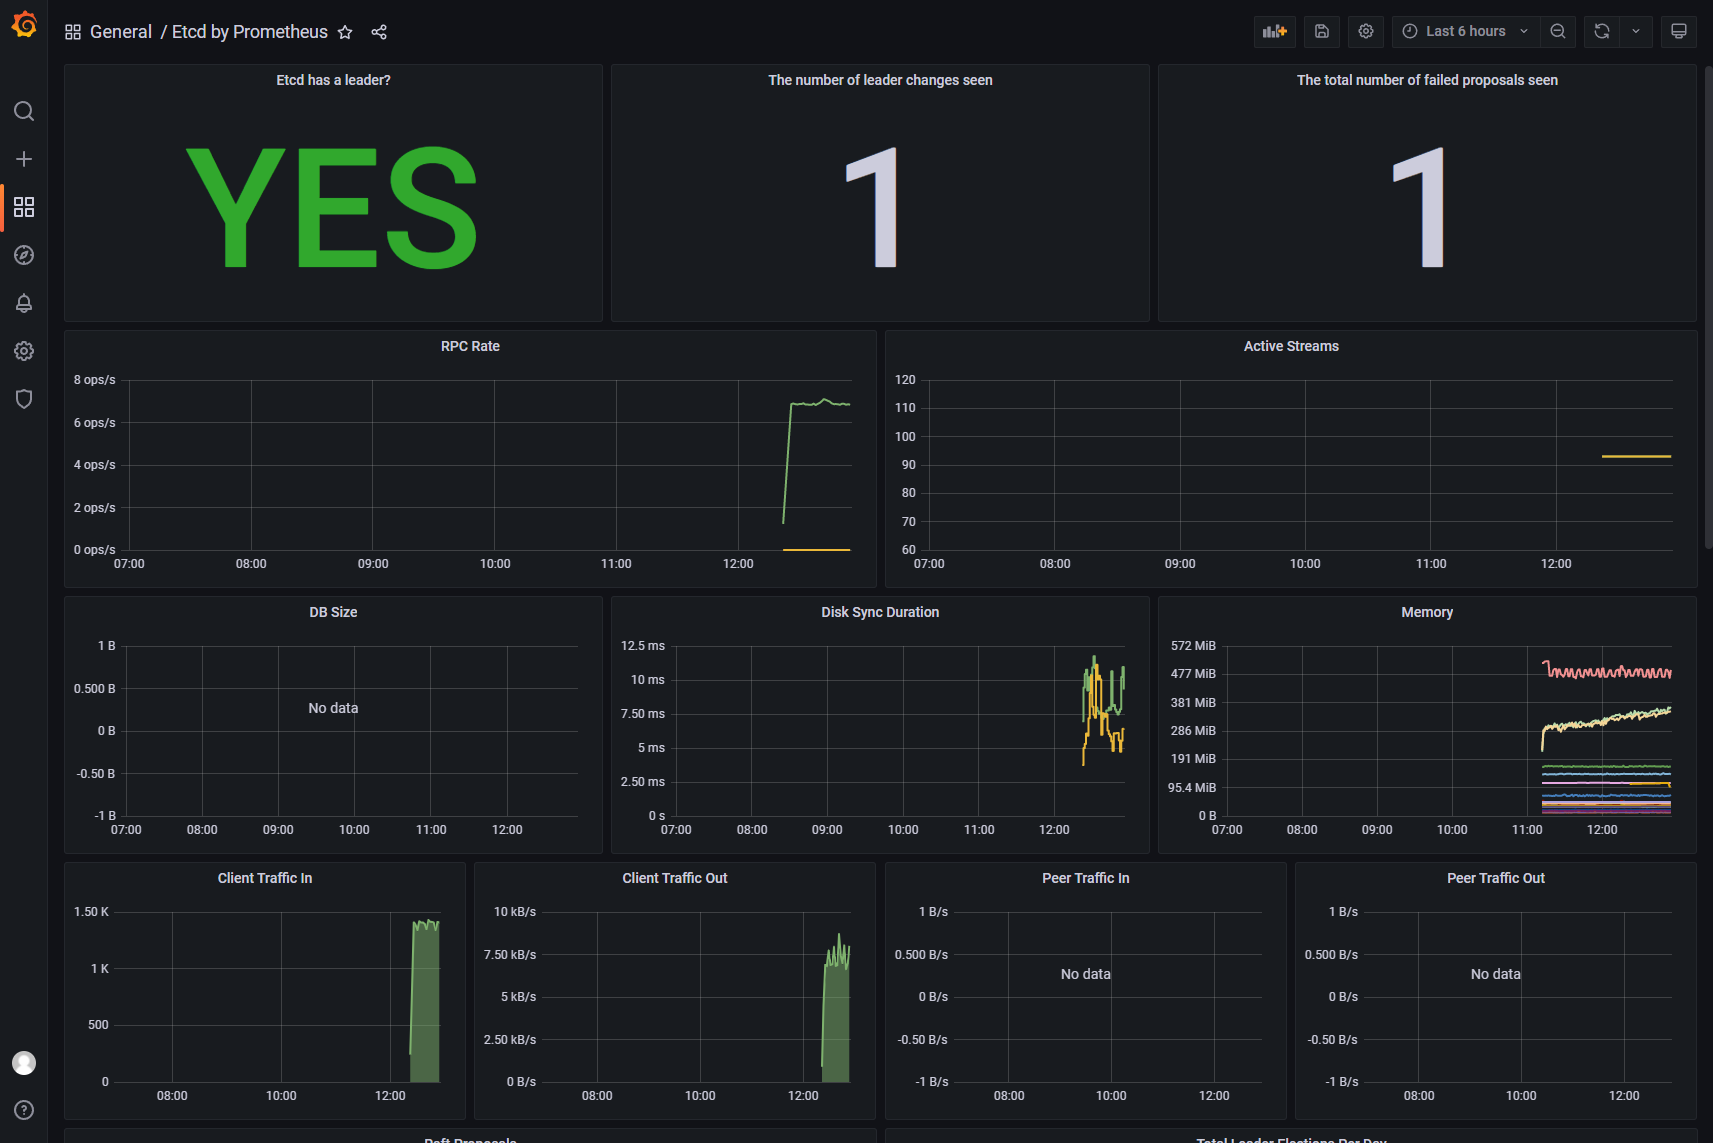 General / Etcd by Prometheus
Last 6 hours
Etcd has a leader?
YES
The number of leader changes seen
1
The total number of failed proposals seen
1
RPC Rate
8 ops/s
6 ops/s
4 ops/s
2 ops/s
0 ops/s
07:00 08:00 09:00 10:00 11:00 12:00
Active Streams
120
110
100
90
80
70
60
07:00 08:00 09:00 10:00 11:00 12:00
DB Size
1 B
0.500 B
0 B
-0.50 B
-1 B
No data
07:00 08:00 09:00 10:00 11:00 12:00
Disk Sync Duration
12.5 ms
10 ms
7.50 ms
5 ms
2.50 ms
0 s
07:00 08:00 09:00 10:00 11:00 12:00
Memory
572 MiB
477 MiB
381 MiB
286 MiB
191 MiB
95.4 MiB
0 B
07:00 08:00 09:00 10:00 11:00 12:00
Client Traffic In
1.50 K
1 K
500
0
08:00 10:00 12:00
Client Traffic Out
10 kB/s
7.50 kB/s
5 kB/s
2.50 kB/s
0 B/s
08:00 10:00 12:00
Peer Traffic In
1 B/s
0.500 B/s
0 B/s
-0.50 B/s
-1 B/s
No data
08:00 10:00 12:00
Peer Traffic Out
1 B/s
0.500 B/s
0 B/s
-0.50 B/s
-1 B/s
No data
08:00 10:00 12:00
Raft Proposals
Total Leader Elections Per Day